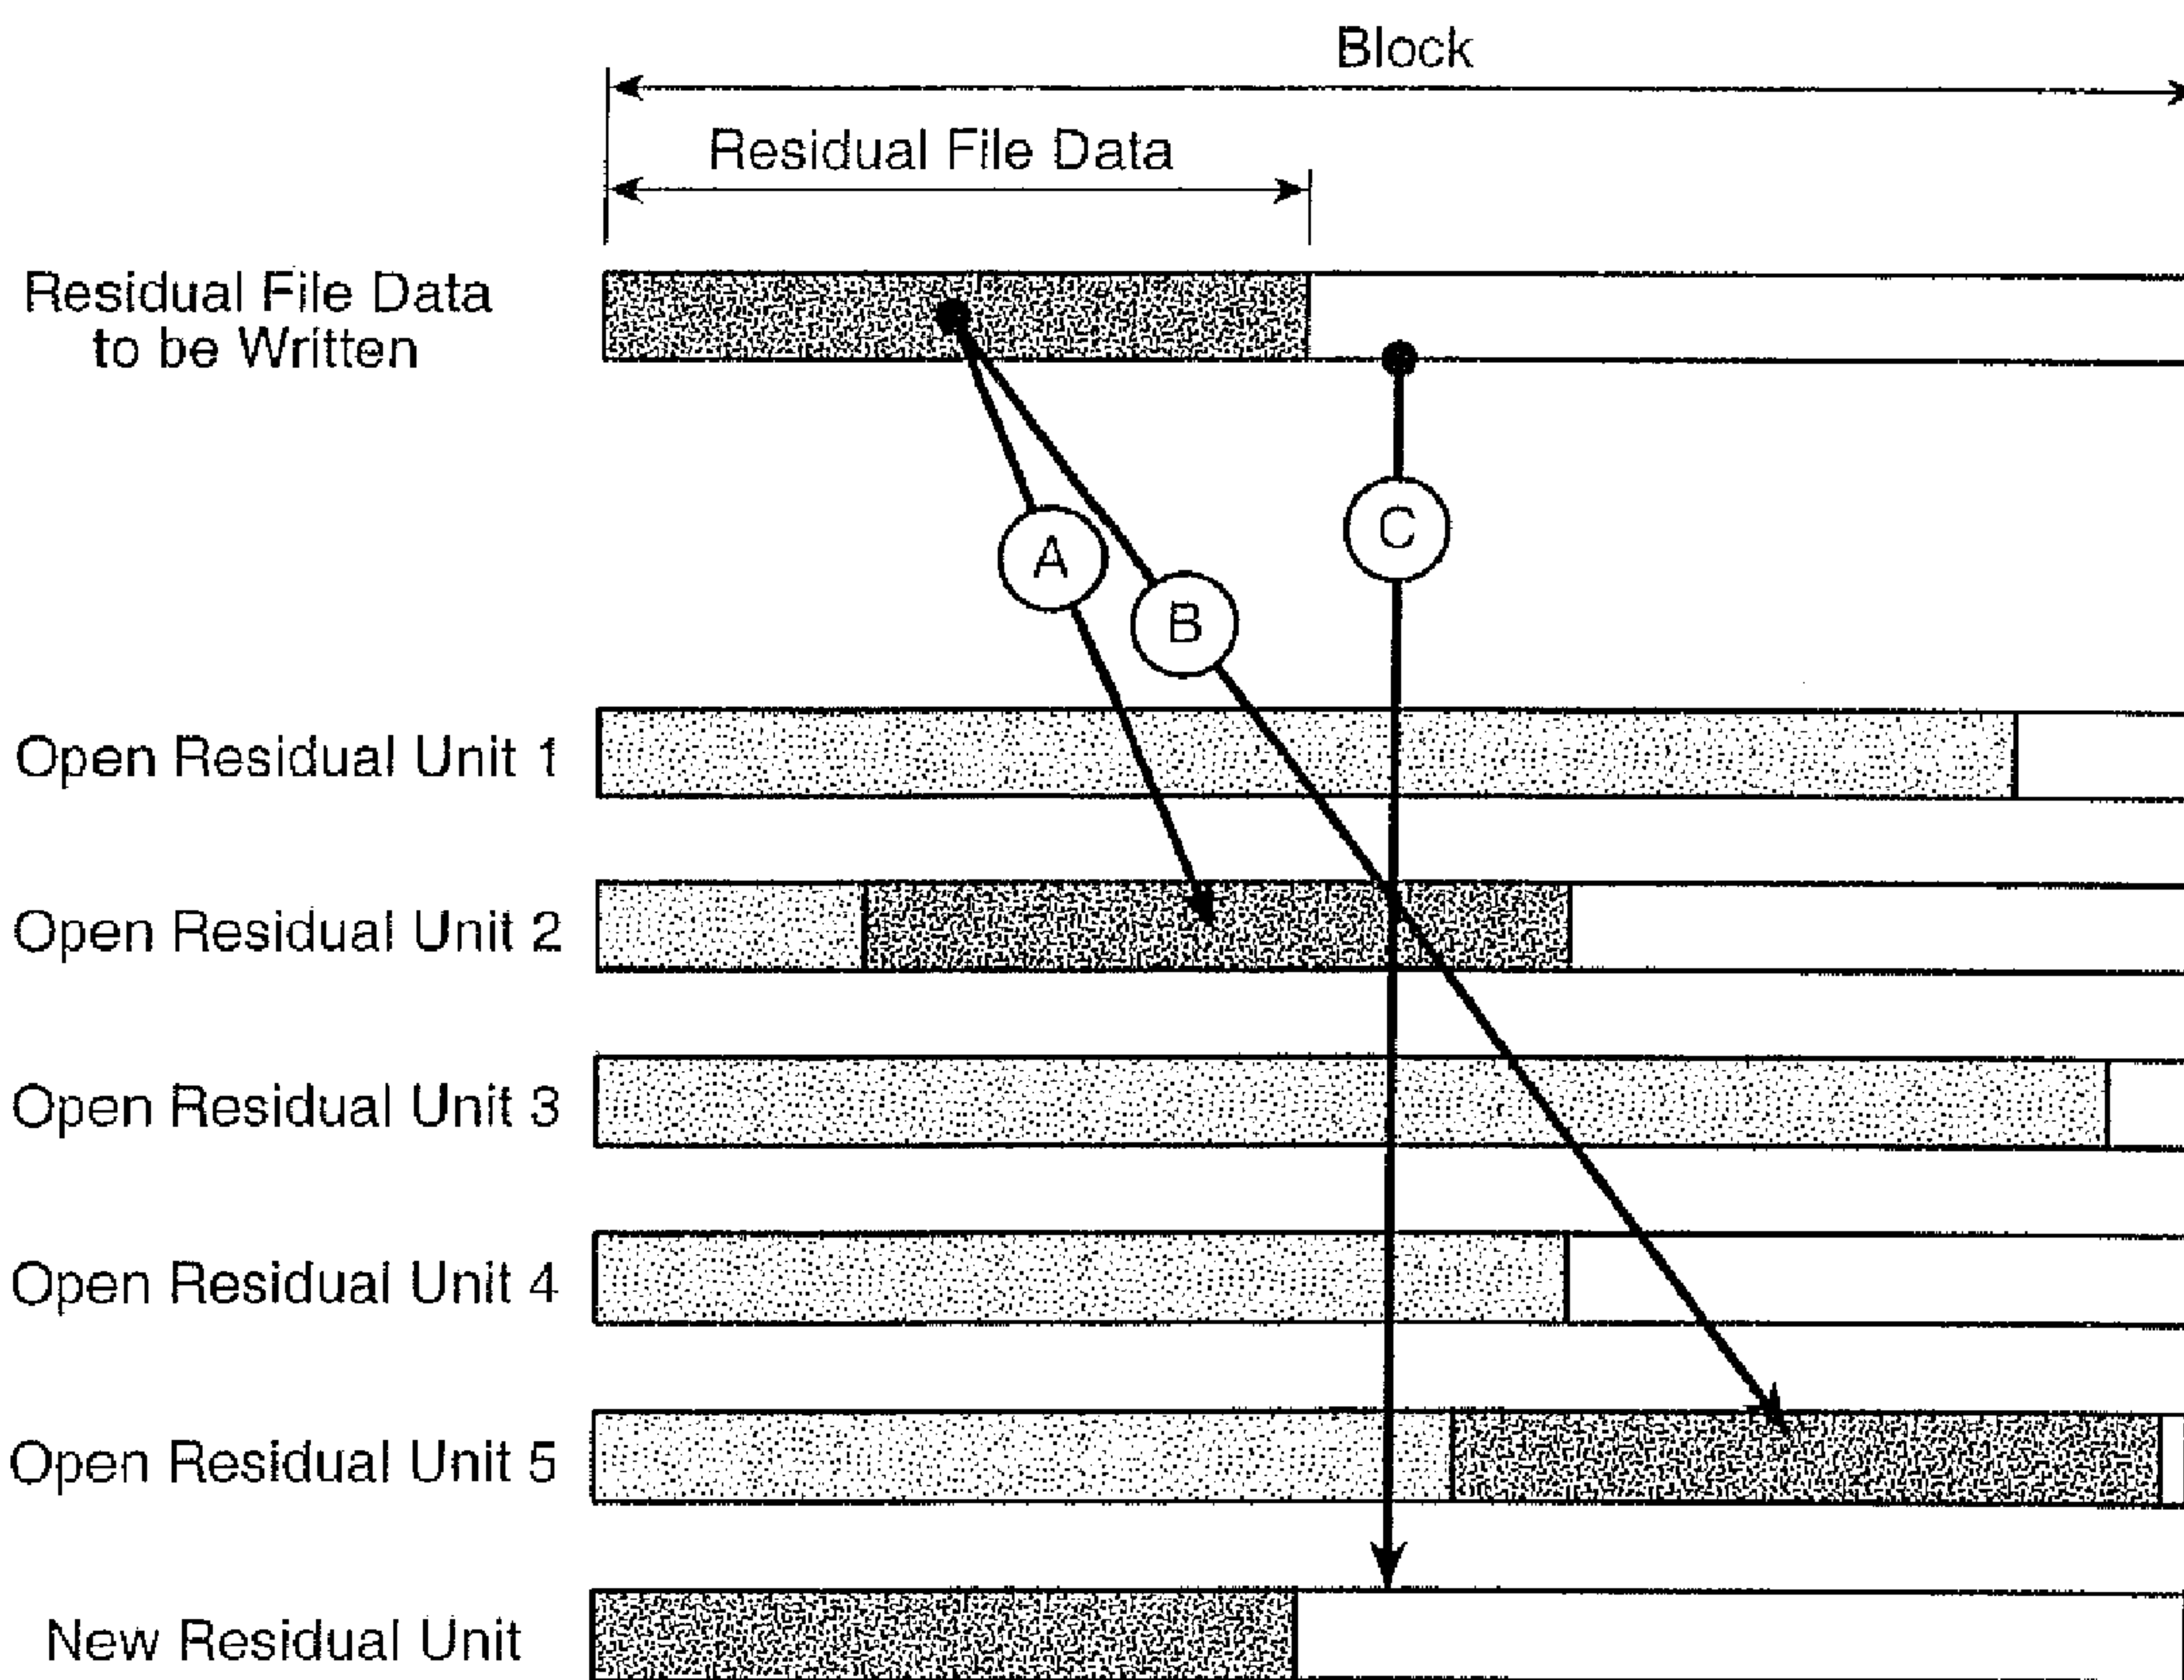 Block
Residual File Data
Residual File Data
to be Written
A
B
C
Open Residual Unit 1
Open Residual Unit 2
Open Residual Unit 3
Open Residual Unit 4
Open Residual Unit 5
New Residual Unit